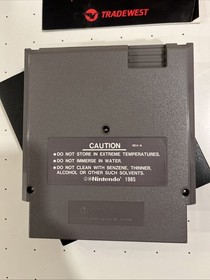 TRADEWEST
CAUTION
•DO NOT STORE IN EXTREME TEMPERATURES.
•DO NOT IMMERSE IN WATER.
•DO NOT CLEAN WITH BENZENE, THINNER,
ALCOHOL OR OTHER SUCH SOLVENTS.
Nintendo 1985